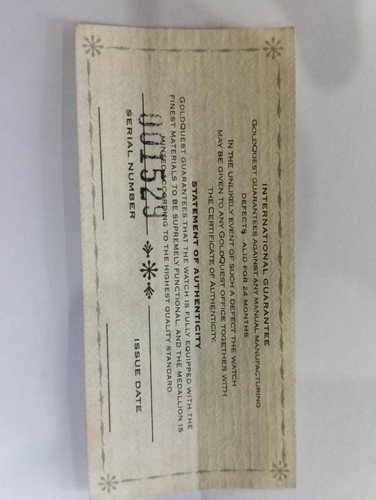 INTERNATIONAL GUARANTEE
GOLDQUEST GUARANTEES AGAINST ANY MANUAL MANUFACTURING
DEFECTS, ALID FOR 24 MONTHS
IN THE UNLIKELY EVENT OF SUCH A DEFECT THE WATCH
MAY BE GIVEN TO ANY GOLDQUEST OFFICE TOGETHER WITH
THE CERTIFICATE OF AUTHENTICITY.
STATEMENT OF AUTHENTICITY
GOLDQUEST GUARANTEES THAT THE WATCH IS FULLY EQUIPPED WITH THE
FINEST MATERIALS TO BE SUPREMELY FUNCTIONAL, AND THE MEDALLION IS
MINTED ACCORDING TO THE HIGHEST QUALITY STANDARD
SERIAL NUMBER
ISSUE DATE